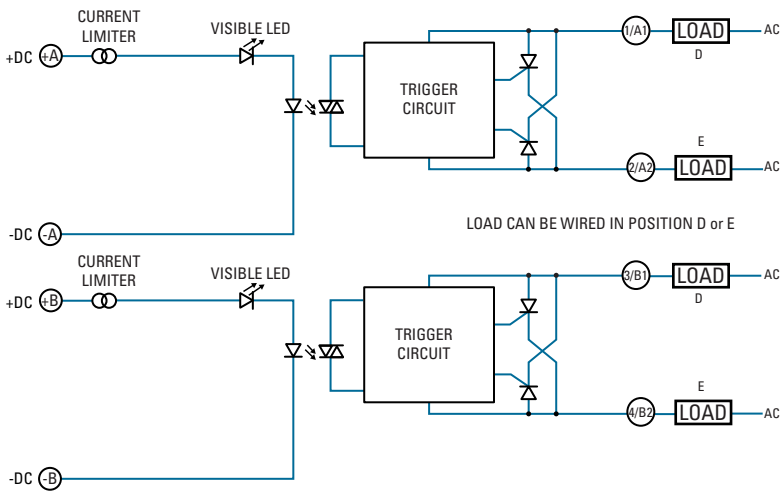 CURRENT
LIMITER
VISIBLE LED
+DC
+A
1/A1
LOAD
AC
D
TRIGGER
CIRCUIT
E
2/A2
LOAD
AC
-DC
-A
LOAD CAN BE WIRED IN POSITION D or E
CURRENT
LIMITER
VISIBLE LED
+DC
+B
3/B1
LOAD
AC
D
TRIGGER
CIRCUIT
E
4/B2
LOAD
AC
-DC
-B